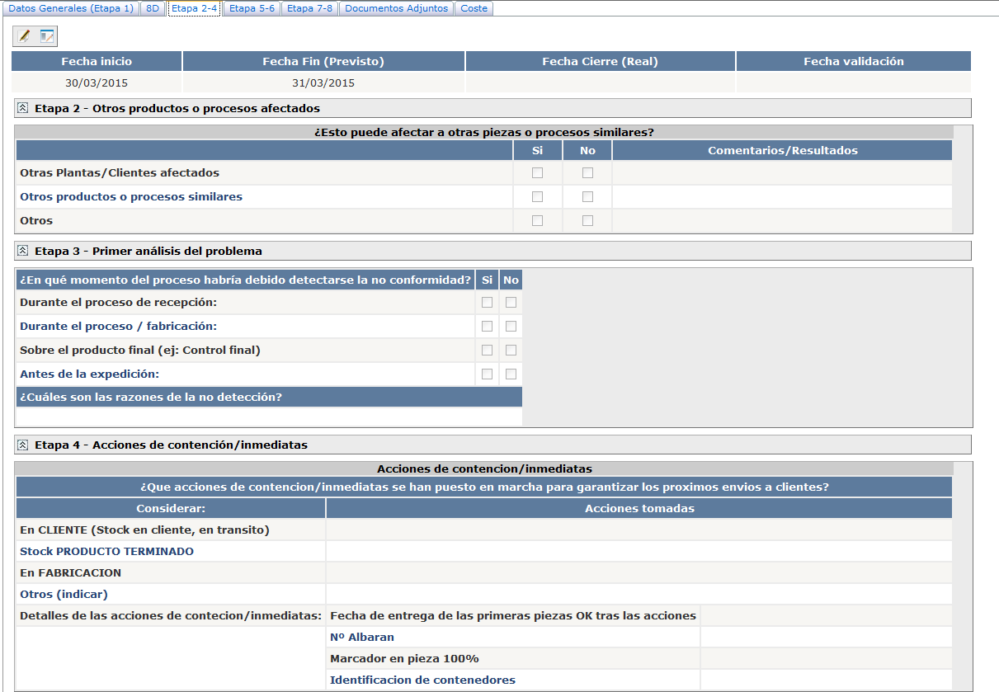 Datos Generales (Etapa 1) 8D Etapa 2-4 Etapa 5-6 Etapa 7-8 Documentos Adjuntos Coste
Fecha inicio Fecha Fin (Previsto) Fecha Cierre (Real) Fecha validación
30/03/2015 31/03/2015
Etapa 2 - Otros productos o procesos afectados
¿Esto puede afectar a otras piezas o procesos similares?
Si No Comentarios/Resultados
Otras Plantas/Clientes afectados
Otros productos o procesos similares
Otros
Etapa 3 - Primer análisis del problema
¿En qué momento del proceso habría debido detectarse la no conformidad? Si No
Durante el proceso de recepción:
Durante el proceso / fabricación:
Sobre el producto final (ej: Control final)
Antes de la expedición:
¿Cuáles son las razones de la no detección?
Etapa 4 - Acciones de contención/inmediatas
Acciones de contencion/inmediatas
¿Que acciones de contencion/inmediatas se han puesto en marcha para garantizar los proximos envios a clientes?
Considerar: Acciones tomadas
En CLIENTE (Stock en cliente, en transito)
Stock PRODUCTO TERMINADO
En FABRICACION
Otros (indicar)
Detalles de las acciones de contecion/inmediatas: Fecha de entrega de las primeras piezas OK tras las acciones
Nº Albaran
Marcador en pieza 100%
Identificacion de contenedores